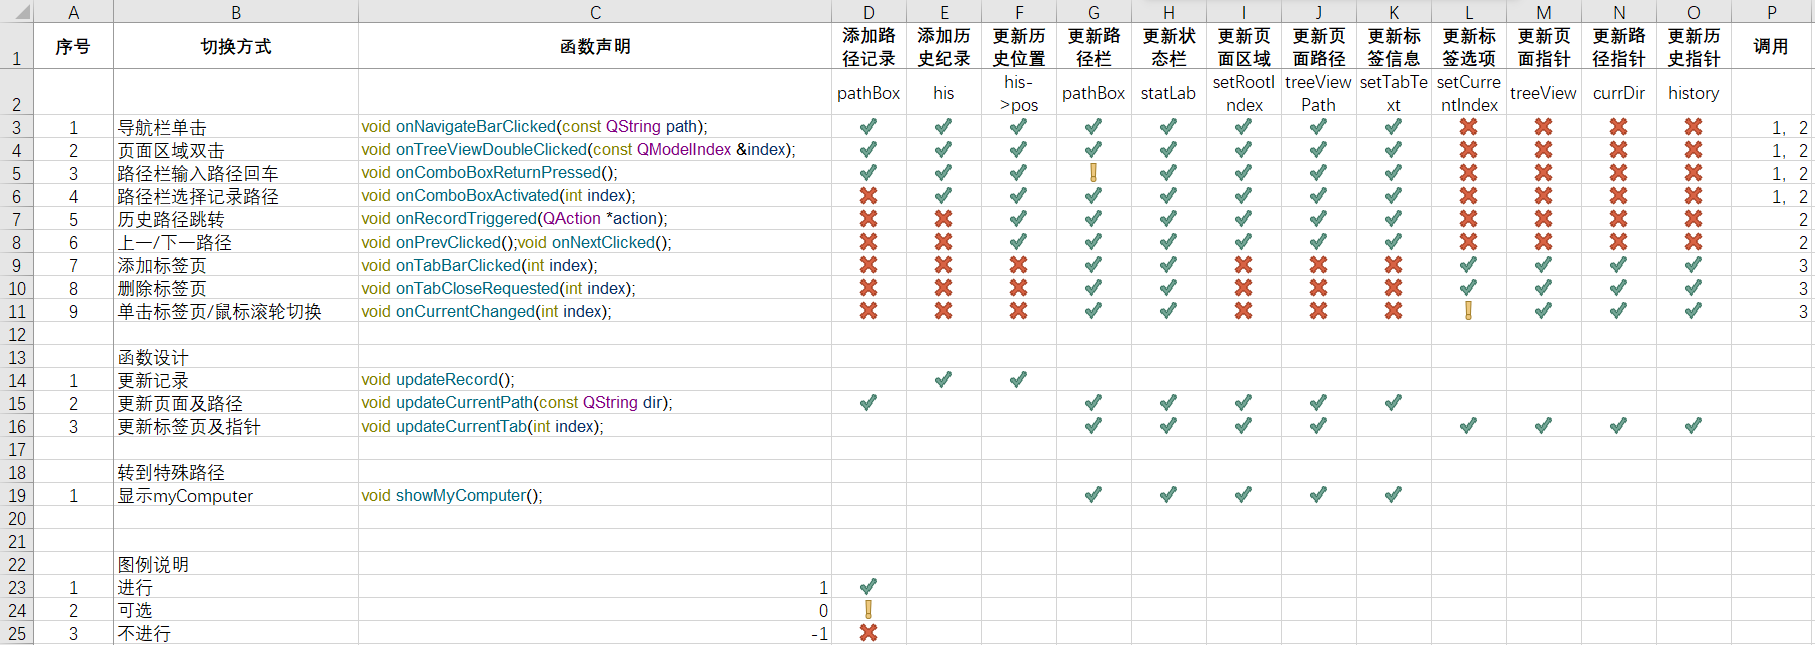 A B C D E F G H I J K L M N O P
1 序号 切换方式 函数声明 添加路径记录 添加历史纪录 更新历史位置 更新路径栏 更新状态栏 更新页面区域 更新页面路径 更新标签信息 更新标签选项 更新页面指针 更新路径指针 更新历史指针 调用
2 pathBox his his->pos pathBox statLab setRootIndex treeViewPath setTabText setCurrentIndex treeView currDir history
3 1 导航栏单击 void onNavigateBarClicked(const QString path); 1, 2
4 2 页面区域双击 void onTreeViewDoubleClicked(const QModelIndex &index); 1, 2
5 3 路径栏输入路径回车 void onComboBoxReturnPressed(); 1, 2
6 4 路径栏选择记录路径 void onComboBoxActivated(int index); 1, 2
7 5 历史路径跳转 void onRecordTriggered(QAction *action); 2
8 6 上一/下一路径 void onPrevClicked();void onNextClicked(); 2
9 7 添加标签页 void onTabBarClicked(int index); 3
10 8 删除标签页 void onTabCloseRequested(int index); 3
11 9 单击标签页/鼠标滚轮切换 void onCurrentChanged(int index); 3
12
13 函数设计
14 1 更新记录 void updateRecord();
15 2 更新页面及路径 void updateCurrentPath(const QString dir);
16 3 更新标签页及指针 void updateCurrentTab(int index);
17
18 转到特殊路径
19 1 显示myComputer void showMyComputer();
20
21
22 图例说明
23 1 进行 1
24 2 可选 0
25 3 不进行 -1